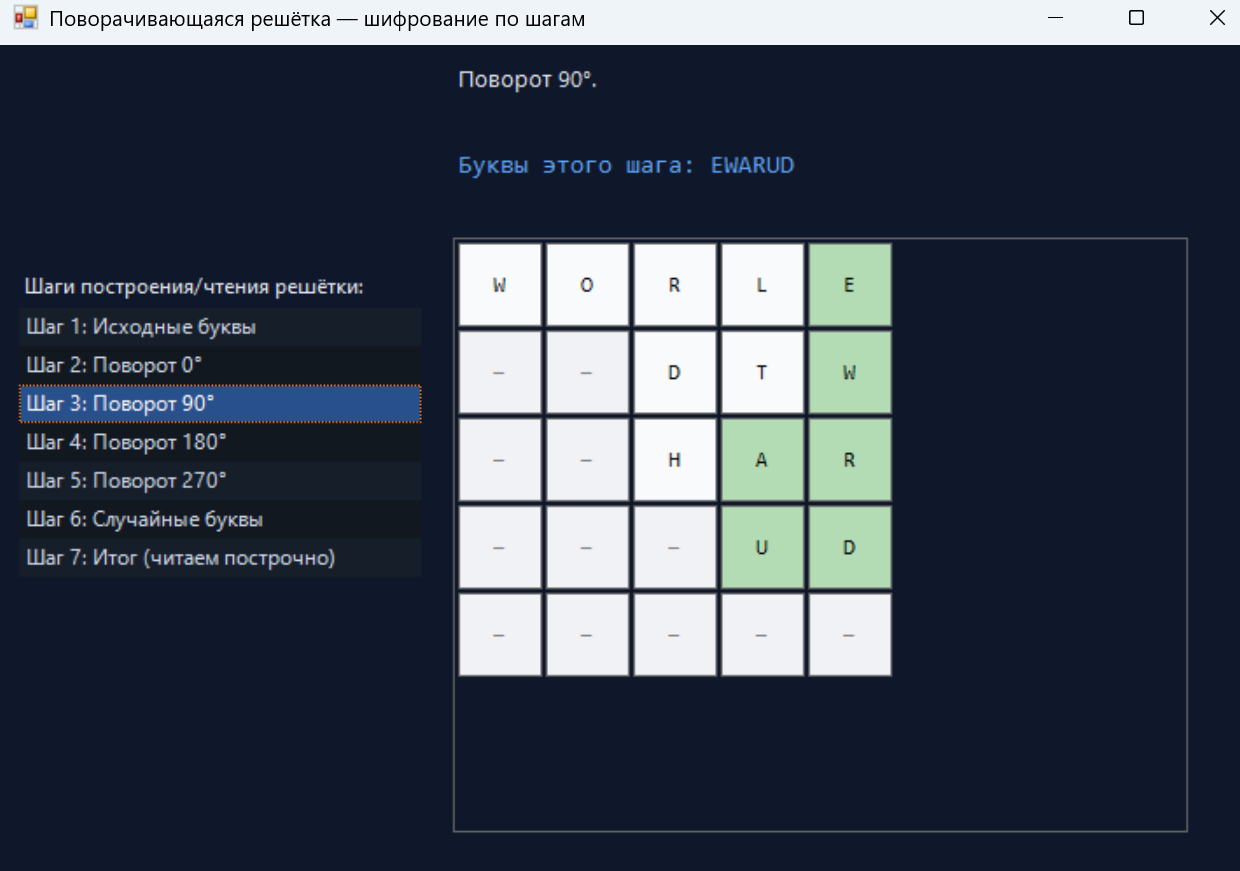 Поворачивающаяся решётка — шифрование по шагам
Поворот 90°.
Буквы этого шага: EWARUD
Шаги построения/чтения решётки:
Шаг 1: Исходные буквы
Шаг 2: Поворот 0°
Шаг 3: Поворот 90°
Шаг 4: Поворот 180°
Шаг 5: Поворот 270°
Шаг 6: Случайные буквы
Шаг 7: Итог (читаем построчно)
W O R L E
– – D T W
– – H A R
– – – U D
– – – – –